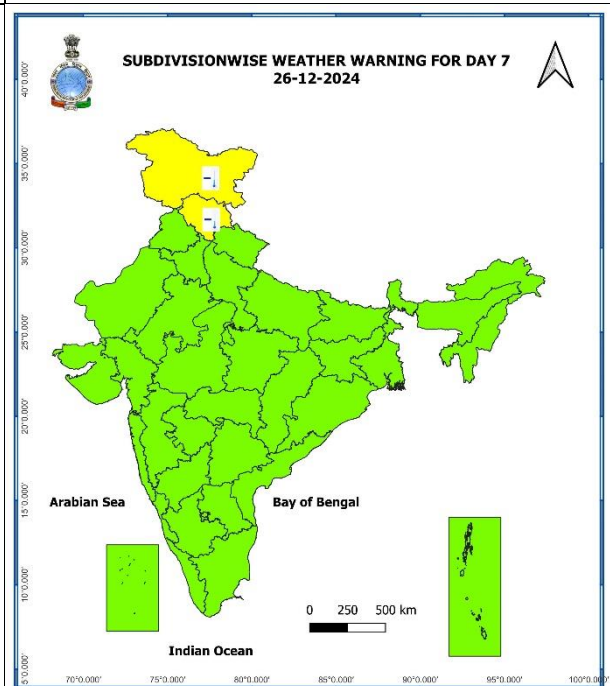 SUBDIVISIONWISE WEATHER WARNING FOR DAY 7
26-12-2024
40°0.000'
35°0.000'
30°0.000'
25°0.000'
20°0.000'
15°0.000'
10°0.000'
5°0.000'
Arabian Sea
Bay of Bengal
0 250 500 km
Indian Ocean
70°0.000' 75°0.000' 80°0.000' 85°0.000' 90°0.000' 95°0.000' 100°0.000'